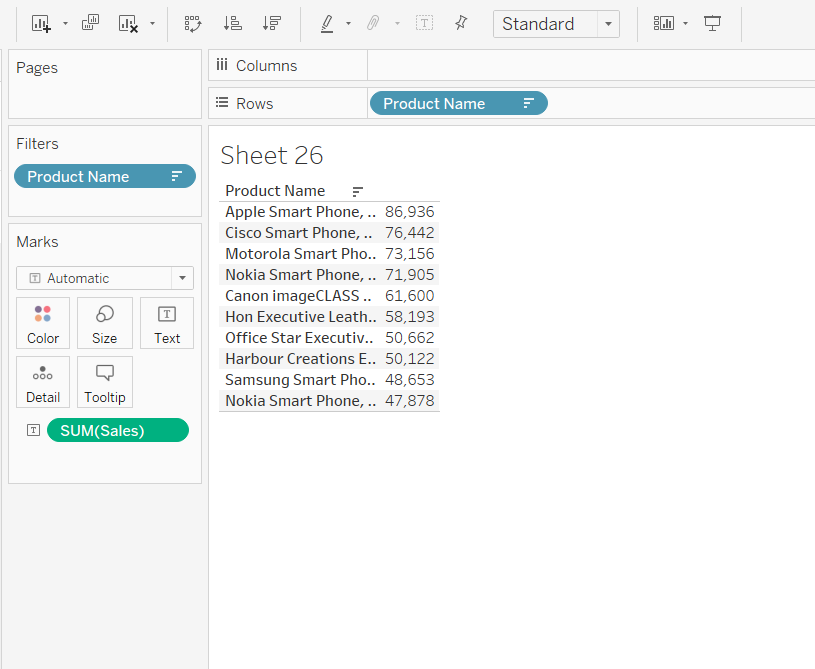 Standard
Pages
Columns
Rows
Product Name
Filters
Product Name
Marks
Automatic
Color
Size
Text
Detail
Tooltip
SUM(Sales)
Sheet 26
Product Name
Apple Smart Phone, .. 86,936
Cisco Smart Phone, .. 76,442
Motorola Smart Pho.. 73,156
Nokia Smart Phone, .. 71,905
Canon imageCLASS .. 61,600
Hon Executive Leath.. 58,193
Office Star Executiv.. 50,662
Harbour Creations E.. 50,122
Samsung Smart Pho.. 48,653
Nokia Smart Phone, .. 47,878